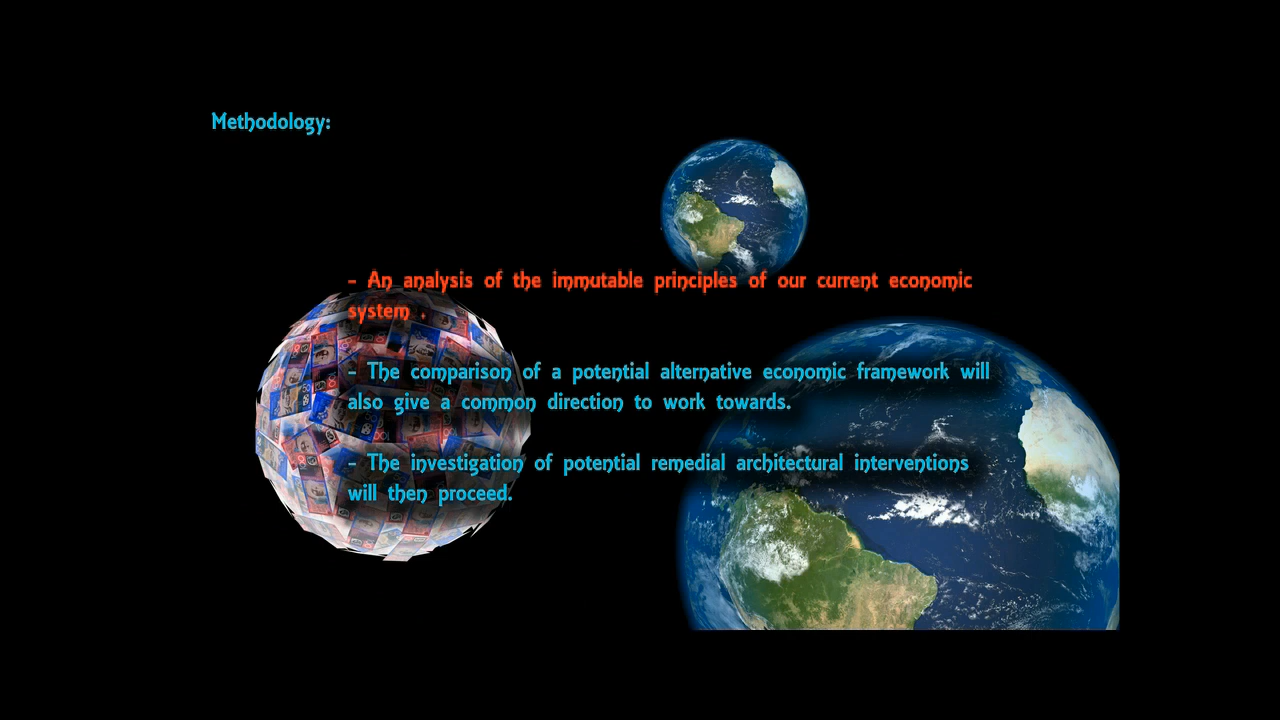 Methodology:
- An analysis of the immutable principles of our current economic
system .
- The comparison of a potential alternative economic framework will
also give a common direction to work towards.
- The investigation of potential remedial architectural interventions
will then proceed.